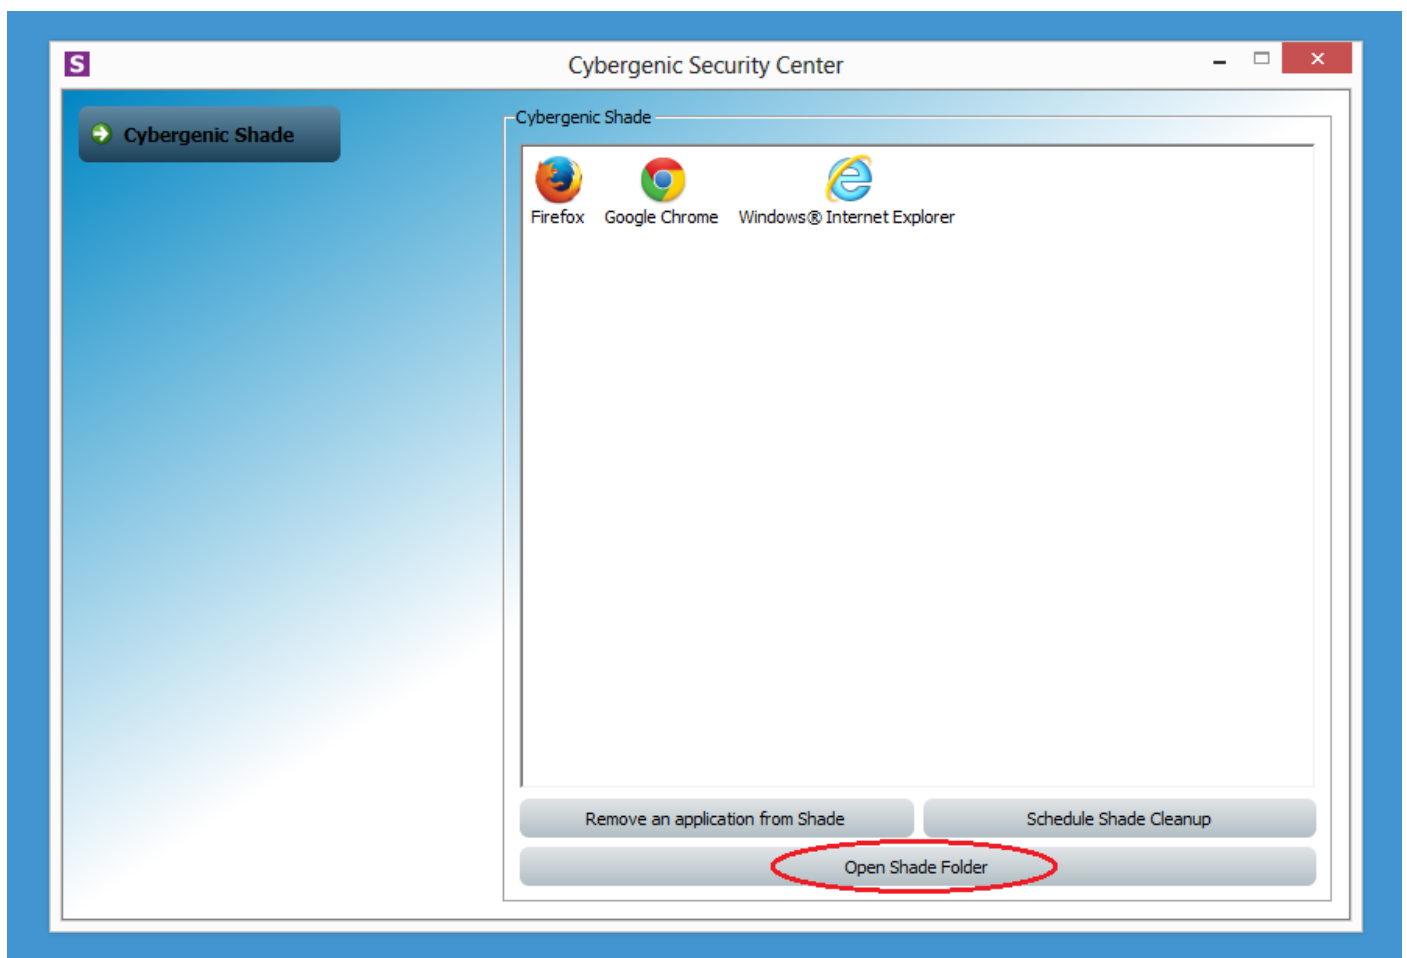 S
Cybergenic Security Center
Cybergenic Shade
Cybergenic Shade
Firefox Google Chrome Windows® Internet Explorer
Remove an application from Shade Schedule Shade Cleanup
Open Shade Folder